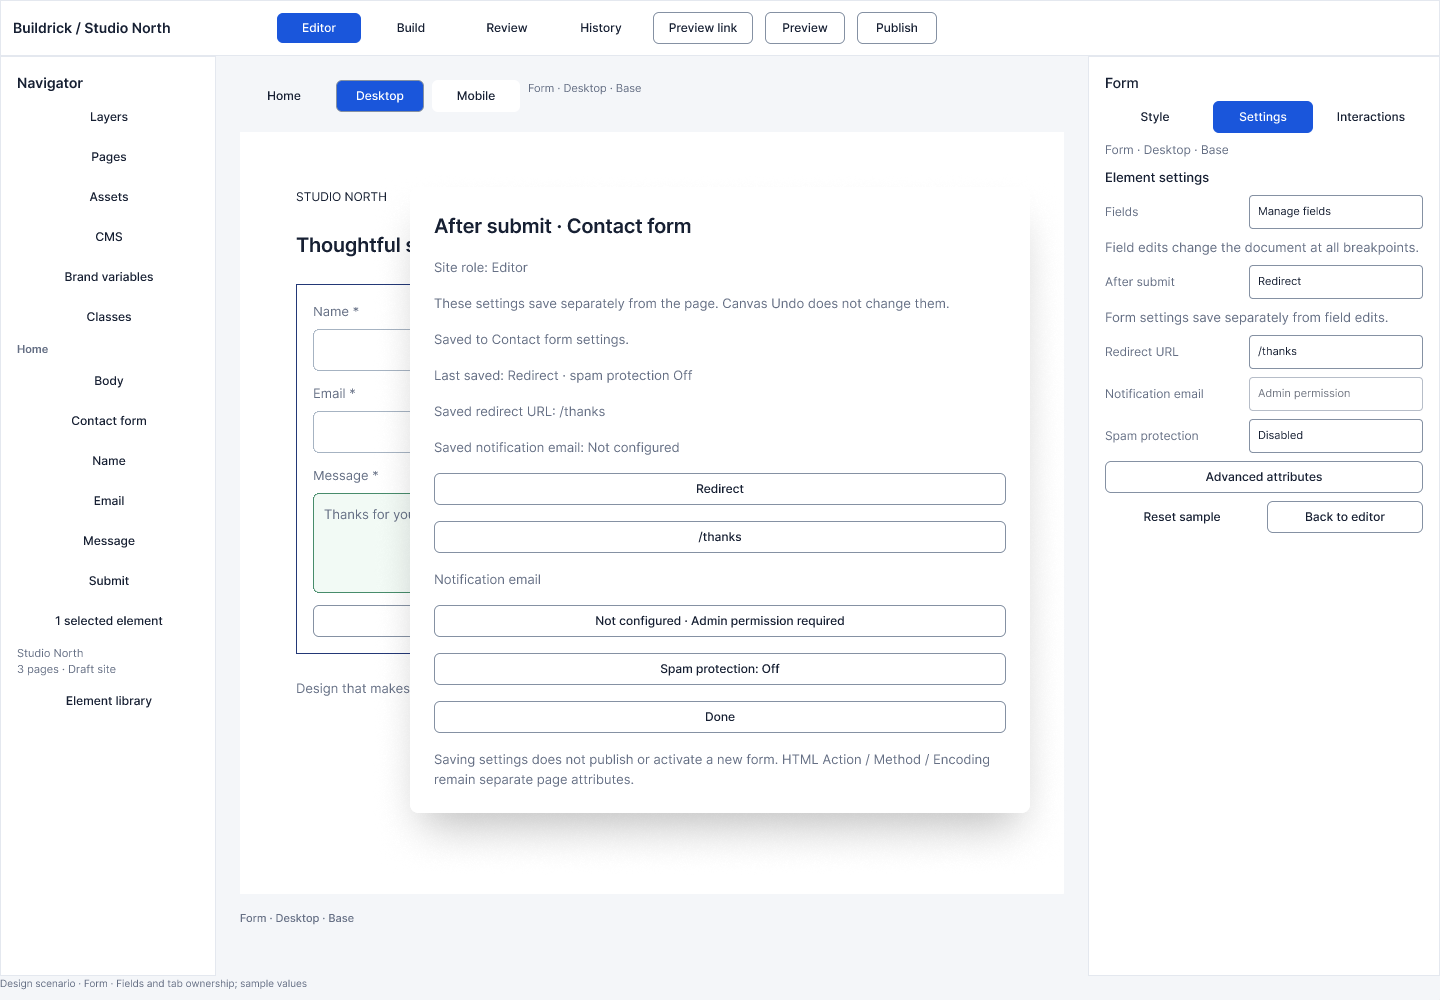 Buildrick / Studio North
Editor
Build
Review
History
Preview link
Preview
Publish
Navigator
Layers
Pages
Assets
CMS
Brand variables
Classes
Home
Body
Contact form
Name
Email
Message
Submit
1 selected element
Studio North
3 pages · Draft site
Element library
Home
Desktop
Mobile
Form · Desktop · Base
STUDIO NORTH
Thoughtful s
Name *
Email *
Message *
Thanks for you
Design that makes
After submit · Contact form
Site role: Editor
These settings save separately from the page. Canvas Undo does not change them.
Saved to Contact form settings.
Last saved: Redirect · spam protection Off
Saved redirect URL: /thanks
Saved notification email: Not configured
Redirect
/thanks
Notification email
Not configured · Admin permission required
Spam protection: Off
Done
Saving settings does not publish or activate a new form. HTML Action / Method / Encoding
remain separate page attributes.
Form · Desktop · Base
Form
Style
Settings
Interactions
Form · Desktop · Base
Element settings
Fields
Manage fields
Field edits change the document at all breakpoints.
After submit
Redirect
Form settings save separately from field edits.
Redirect URL
/thanks
Notification email
Admin permission
Spam protection
Disabled
Advanced attributes
Reset sample
Back to editor
Design scenario · Form · Fields and tab ownership; sample values